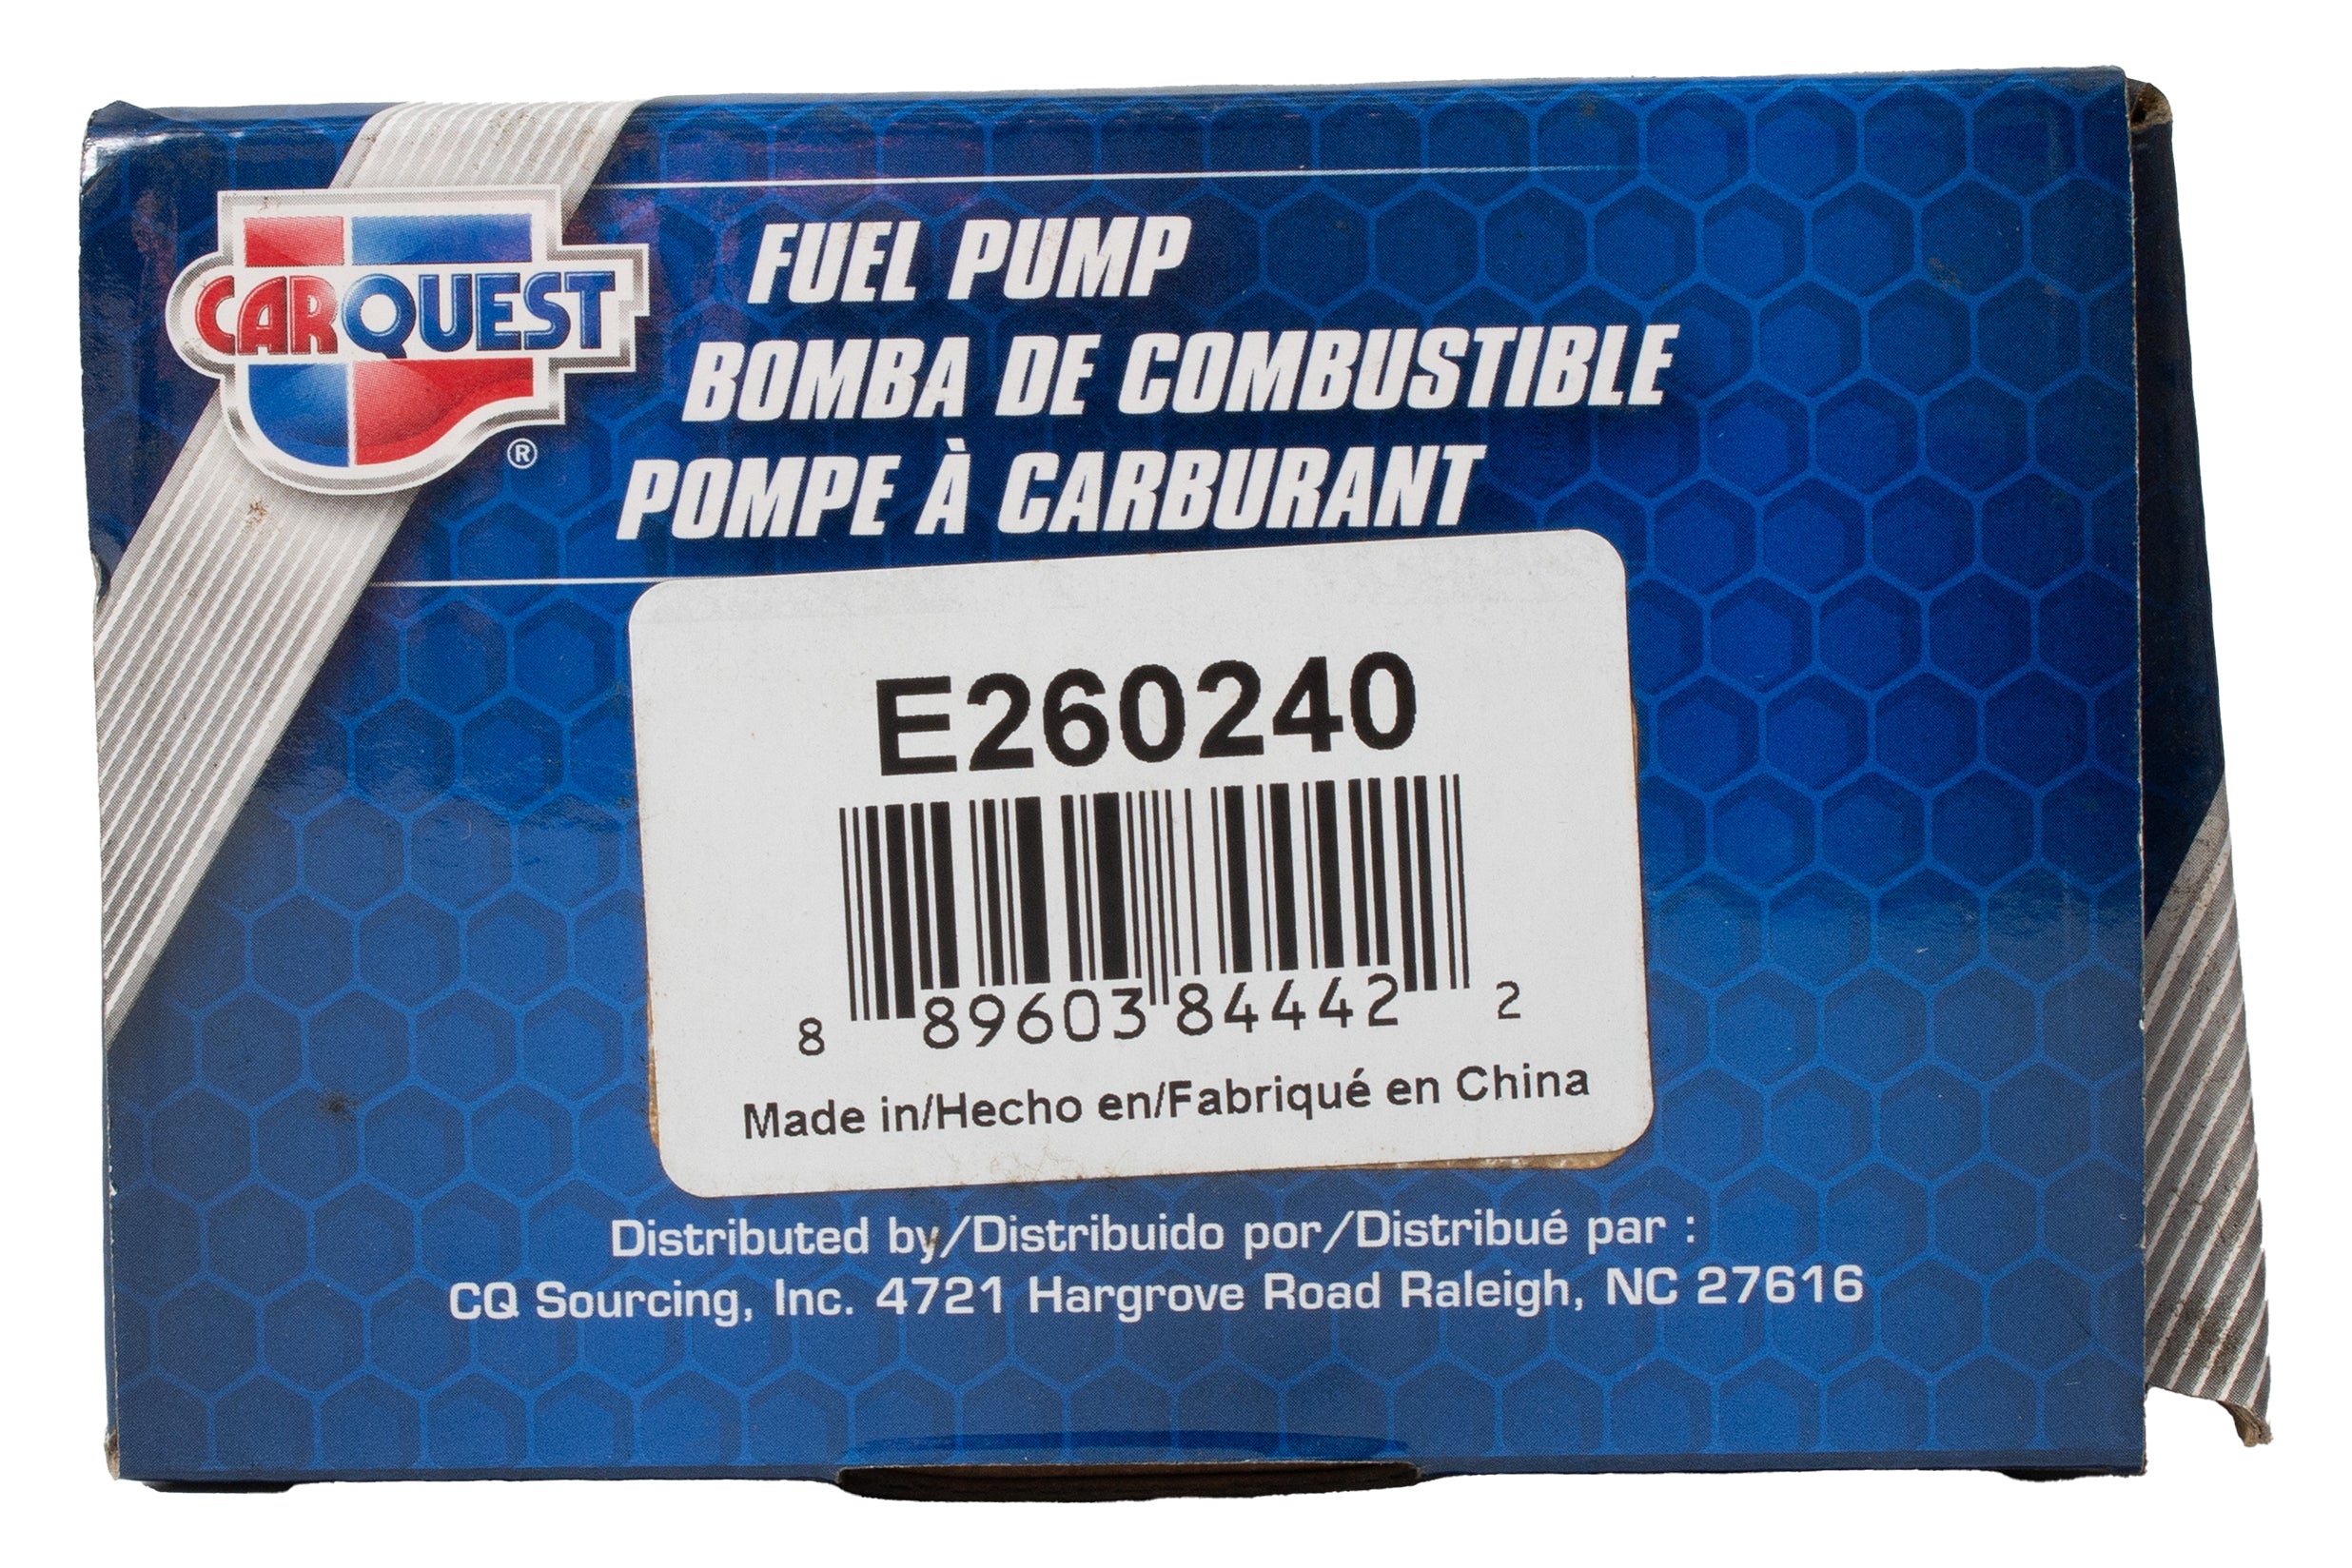 CARQUEST
®
FUEL PUMP
BOMBA DE COMBUSTIBLE
POMPE À CARBURANT
E260240
8 89603 84442 2
Made in/Hecho en/Fabriqué en China
Distributed by/Distribuido por/Distribué par :
CQ Sourcing, Inc. 4721 Hargrove Road Raleigh, NC 27616